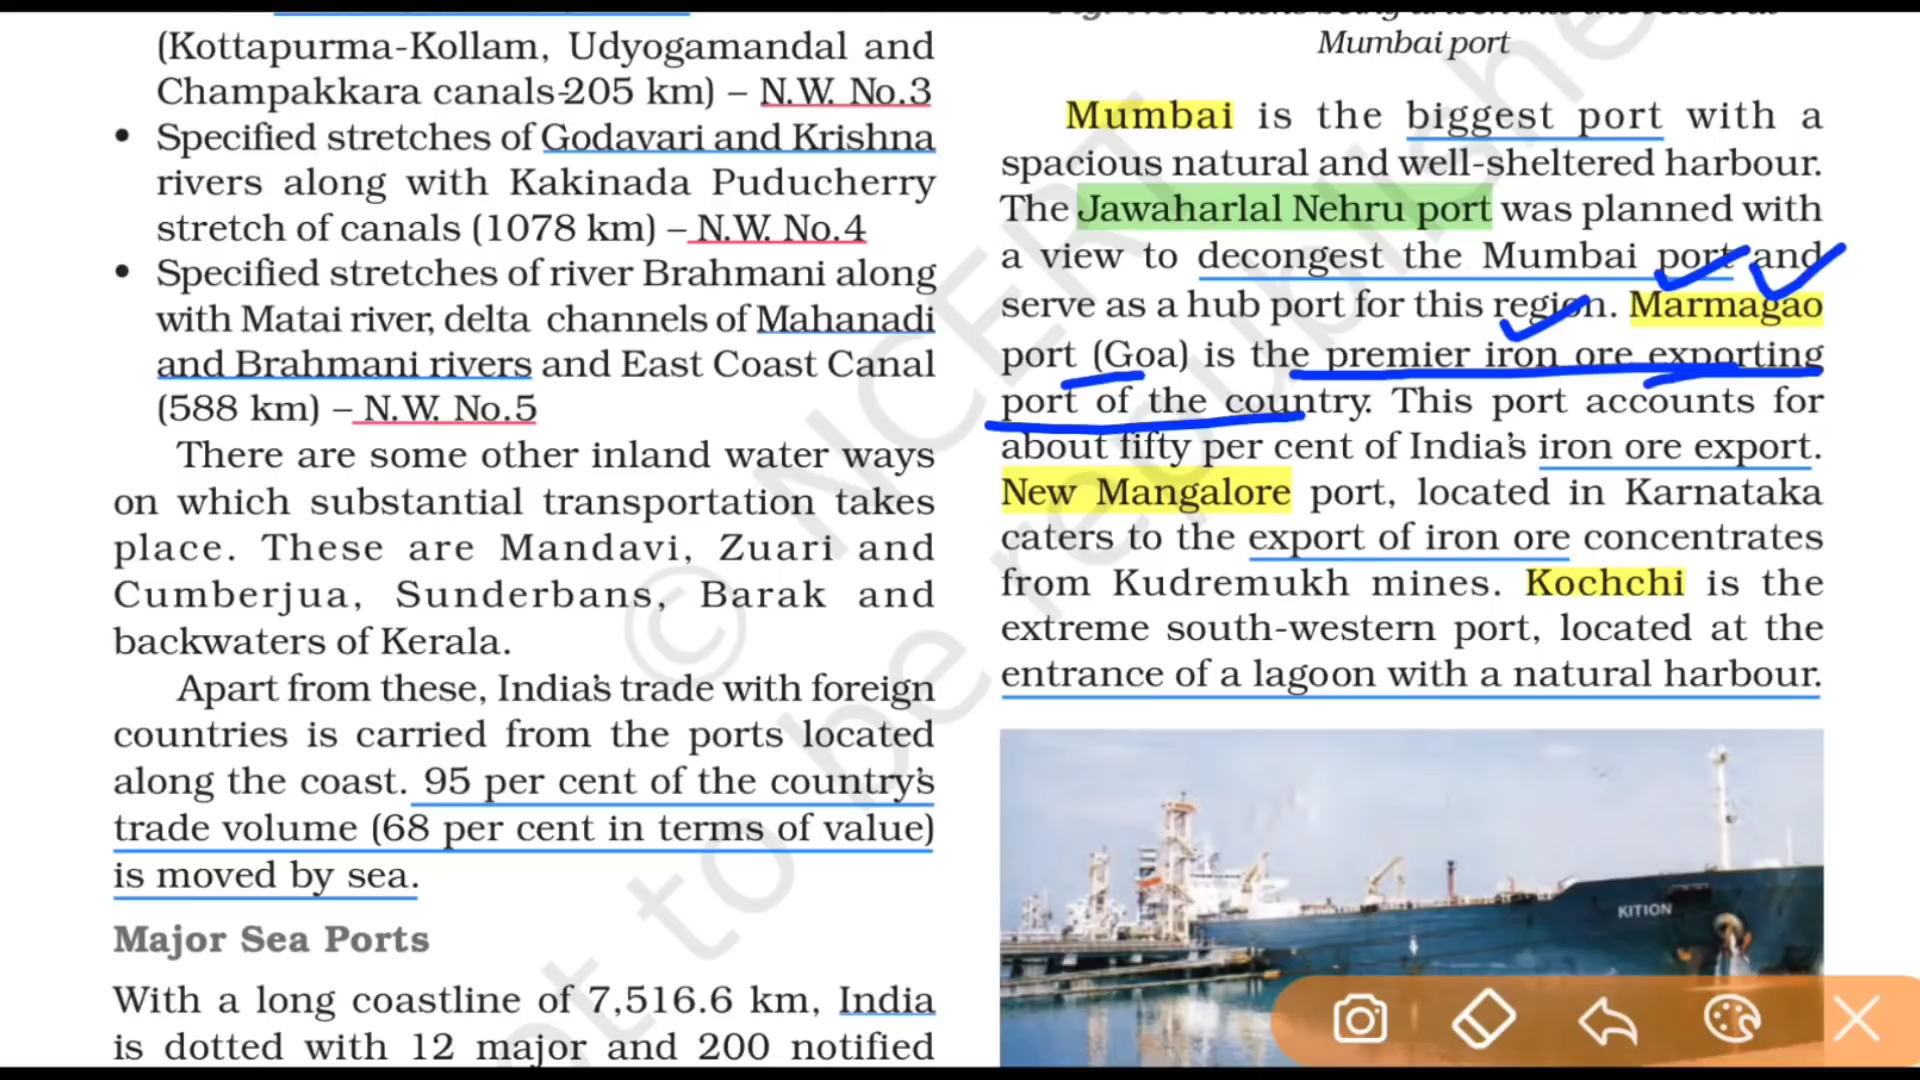 (Kottapurma-Kollam, Udyogamandal and
Champakkara canals-205 km) – N.W. No.3
• Specified stretches of Godavari and Krishna
rivers along with Kakinada Puducherry
stretch of canals (1078 km) – N.W. No.4
• Specified stretches of river Brahmani along
with Matai river, delta channels of Mahanadi
and Brahmani rivers and East Coast Canal
(588 km) – N.W. No.5
There are some other inland water ways
on which substantial transportation takes
place. These are Mandavi, Zuari and
Cumberjua, Sunderbans, Barak and
backwaters of Kerala.
Apart from these, India's trade with foreign
countries is carried from the ports located
along the coast. 95 per cent of the country's
trade volume (68 per cent in terms of value)
is moved by sea.
Major Sea Ports
With a long coastline of 7,516.6 km, India
is dotted with 12 major and 200 notified
Mumbai port
Mumbai is the biggest port with a
spacious natural and well-sheltered harbour.
The Jawaharlal Nehru port was planned with
a view to decongest the Mumbai port and
serve as a hub port for this region. Marmagao
port (Goa) is the premier iron ore exporting
port of the country. This port accounts for
about fifty per cent of India's iron ore export.
New Mangalore port, located in Karnataka
caters to the export of iron ore concentrates
from Kudremukh mines. Kochchi is the
extreme south-western port, located at the
entrance of a lagoon with a natural harbour.
KITION
© NCERT
be republishe